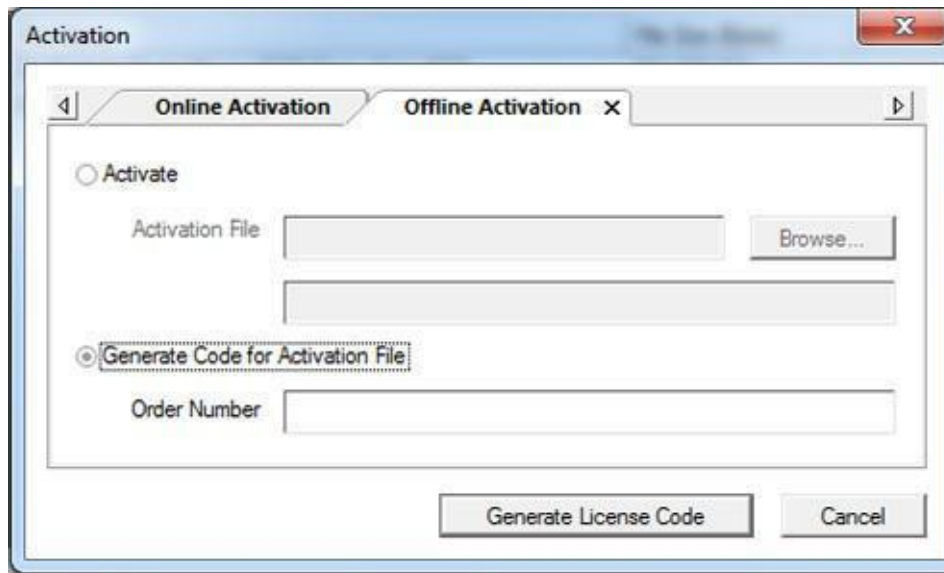 Activation
Online Activation Offline Activation
Activate
Activation File Browse...
Generate Code for Activation File
Order Number
Generate License Code Cancel